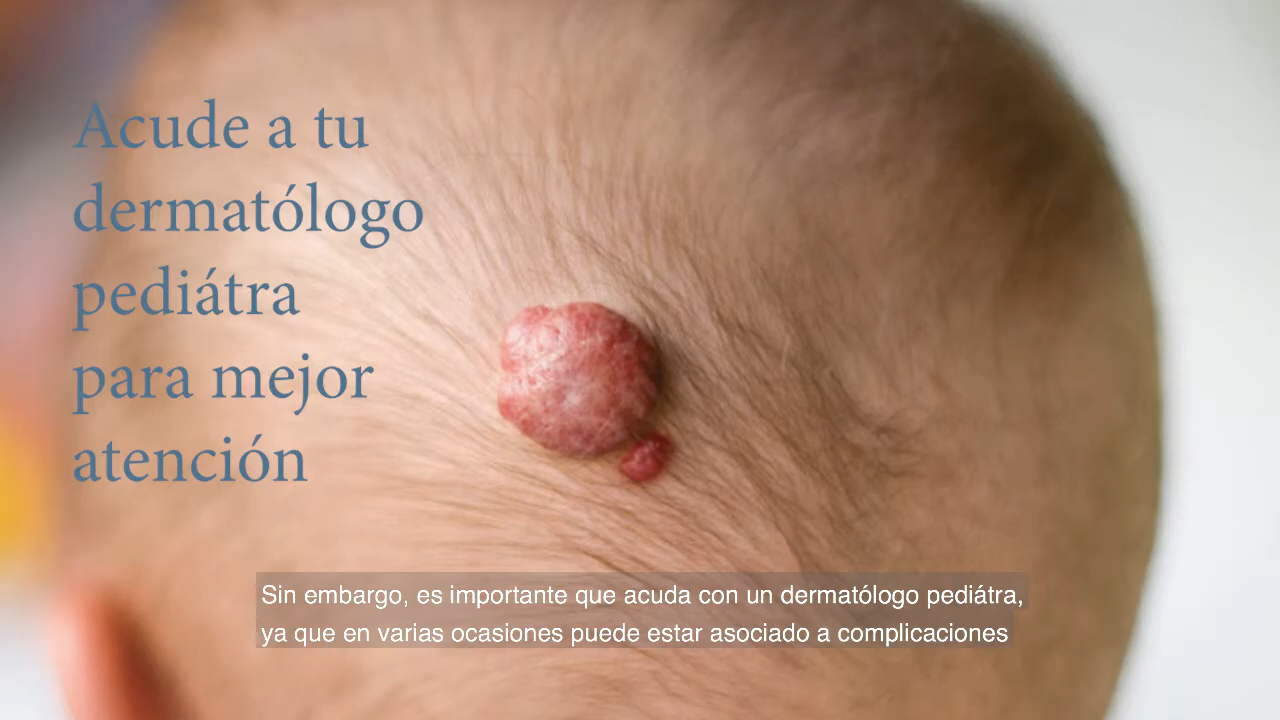 Acude a tu
dermatólogo
pediátra
para mejor
atención
Sin embargo, es importante que acuda con un dermatólogo pediátra,
ya que en varias ocasiones puede estar asociado a complicaciones